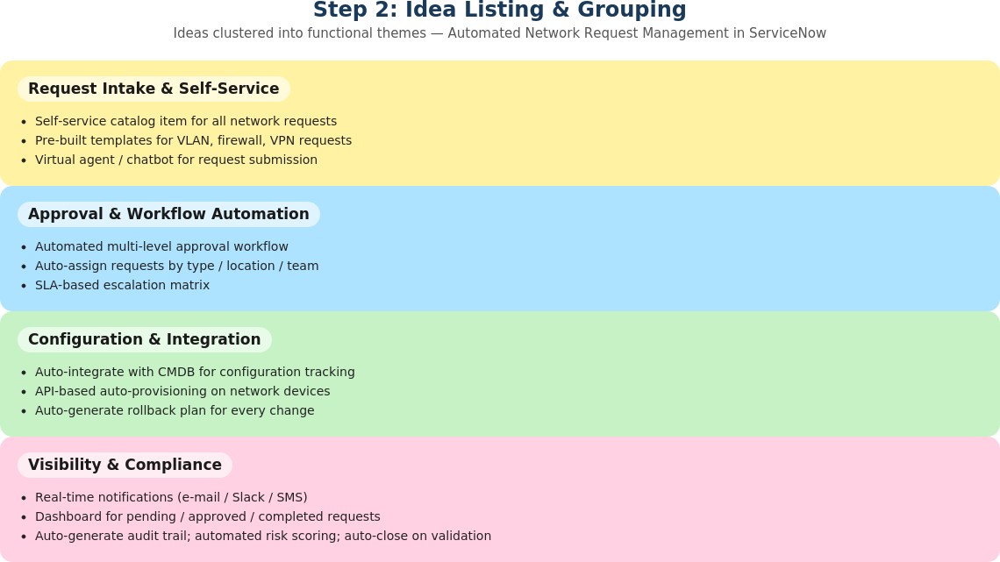 Step 2: Idea Listing & Grouping
Ideas clustered into functional themes — Automated Network Request Management in ServiceNow
Request Intake & Self-Service
• Self-service catalog item for all network requests
• Pre-built templates for VLAN, firewall, VPN requests
• Virtual agent / chatbot for request submission
Approval & Workflow Automation
• Automated multi-level approval workflow
• Auto-assign requests by type / location / team
• SLA-based escalation matrix
Configuration & Integration
• Auto-integrate with CMDB for configuration tracking
• API-based auto-provisioning on network devices
• Auto-generate rollback plan for every change
Visibility & Compliance
• Real-time notifications (e-mail / Slack / SMS)
• Dashboard for pending / approved / completed requests
• Auto-generate audit trail; automated risk scoring; auto-close on validation